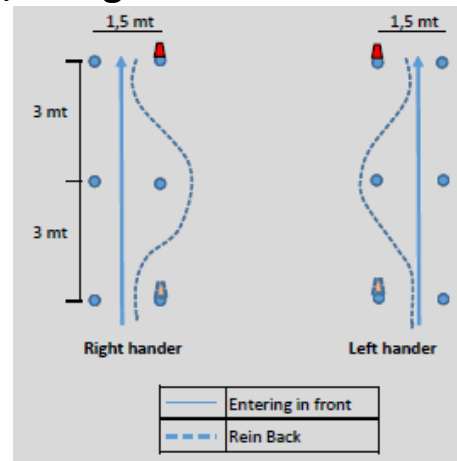 1,5 mt
1,5 mt
3 mt
3 mt
Right hander
Left hander
Entering in front
Rein Back